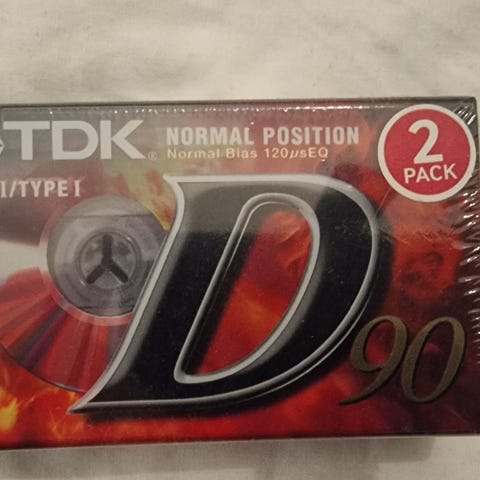 TDK®
NORMAL POSITION
Normal Bias 120µsEQ
2
PACK
I/TYPE I
D
90